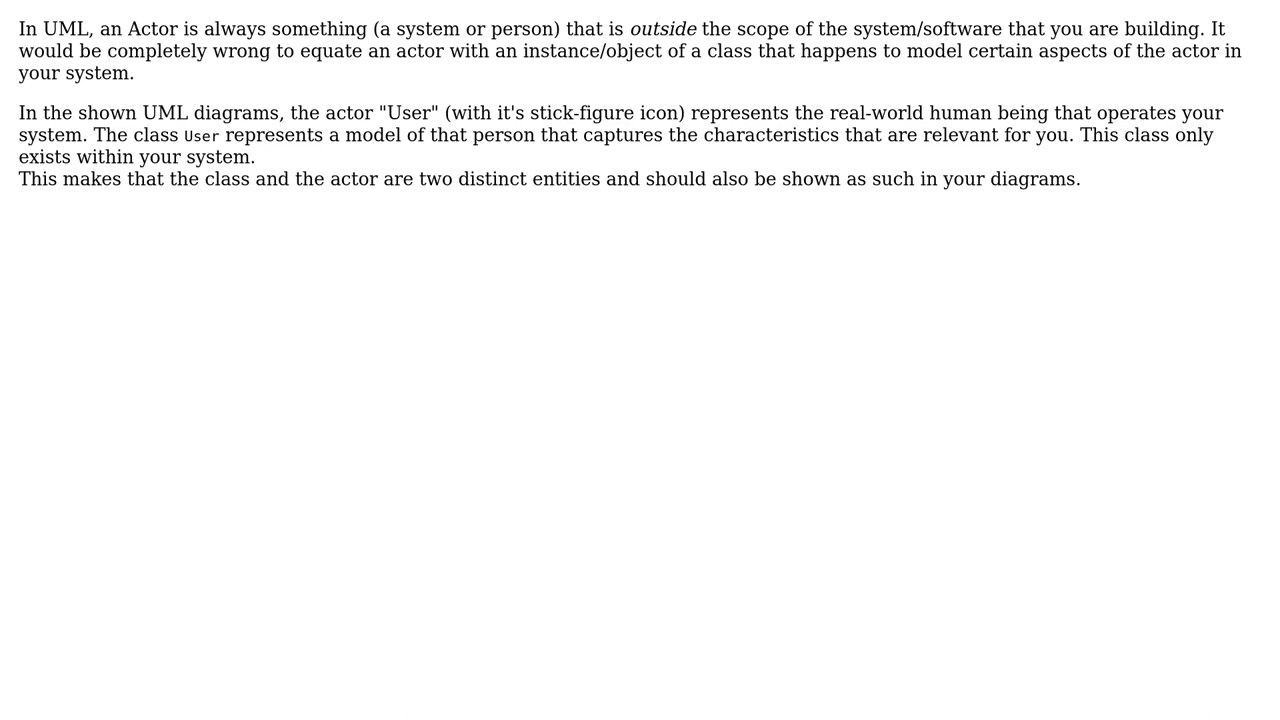 In UML, an Actor is always something (a system or person) that is outside the scope of the system/software that you are building. It
would be completely wrong to equate an actor with an instance/object of a class that happens to model certain aspects of the actor in
your system.
In the shown UML diagrams, the actor "User" (with it's stick-figure icon) represents the real-world human being that operates your
system. The class User represents a model of that person that captures the characteristics that are relevant for you. This class only
exists within your system.
This makes that the class and the actor are two distinct entities and should also be shown as such in your diagrams.